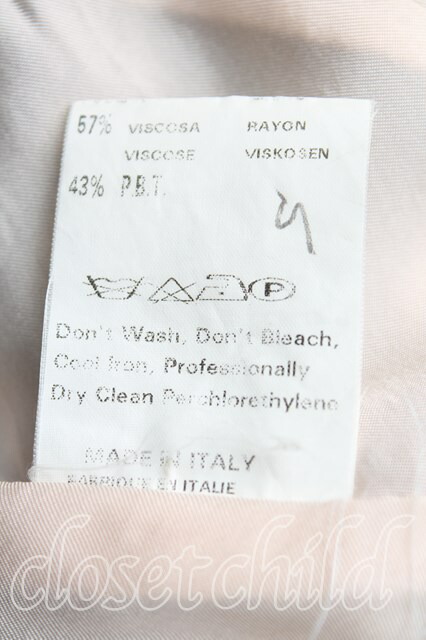 57% VISCOSA RAYON
VISCOSE VISKOSEN
43% P.B.T.
P
Don't Wash, Don't Bleach,
Cool Iron, Professionally
Dry Clean Perchlorethylene
MADE IN ITALY
FABRIQUE EN ITALIE
closet child